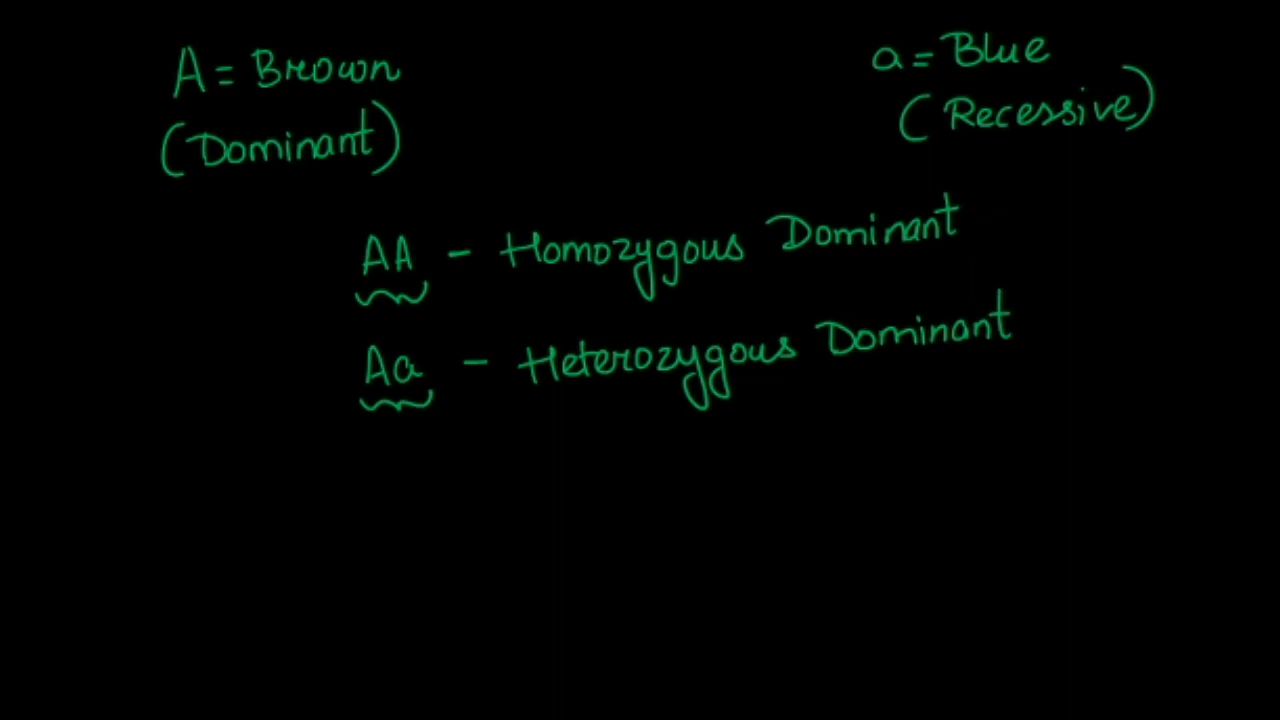 A = Brown
(Dominant)
a = Blue
(Recessive)
AA - Homozygous Dominant
Aa - Heterozygous Dominant